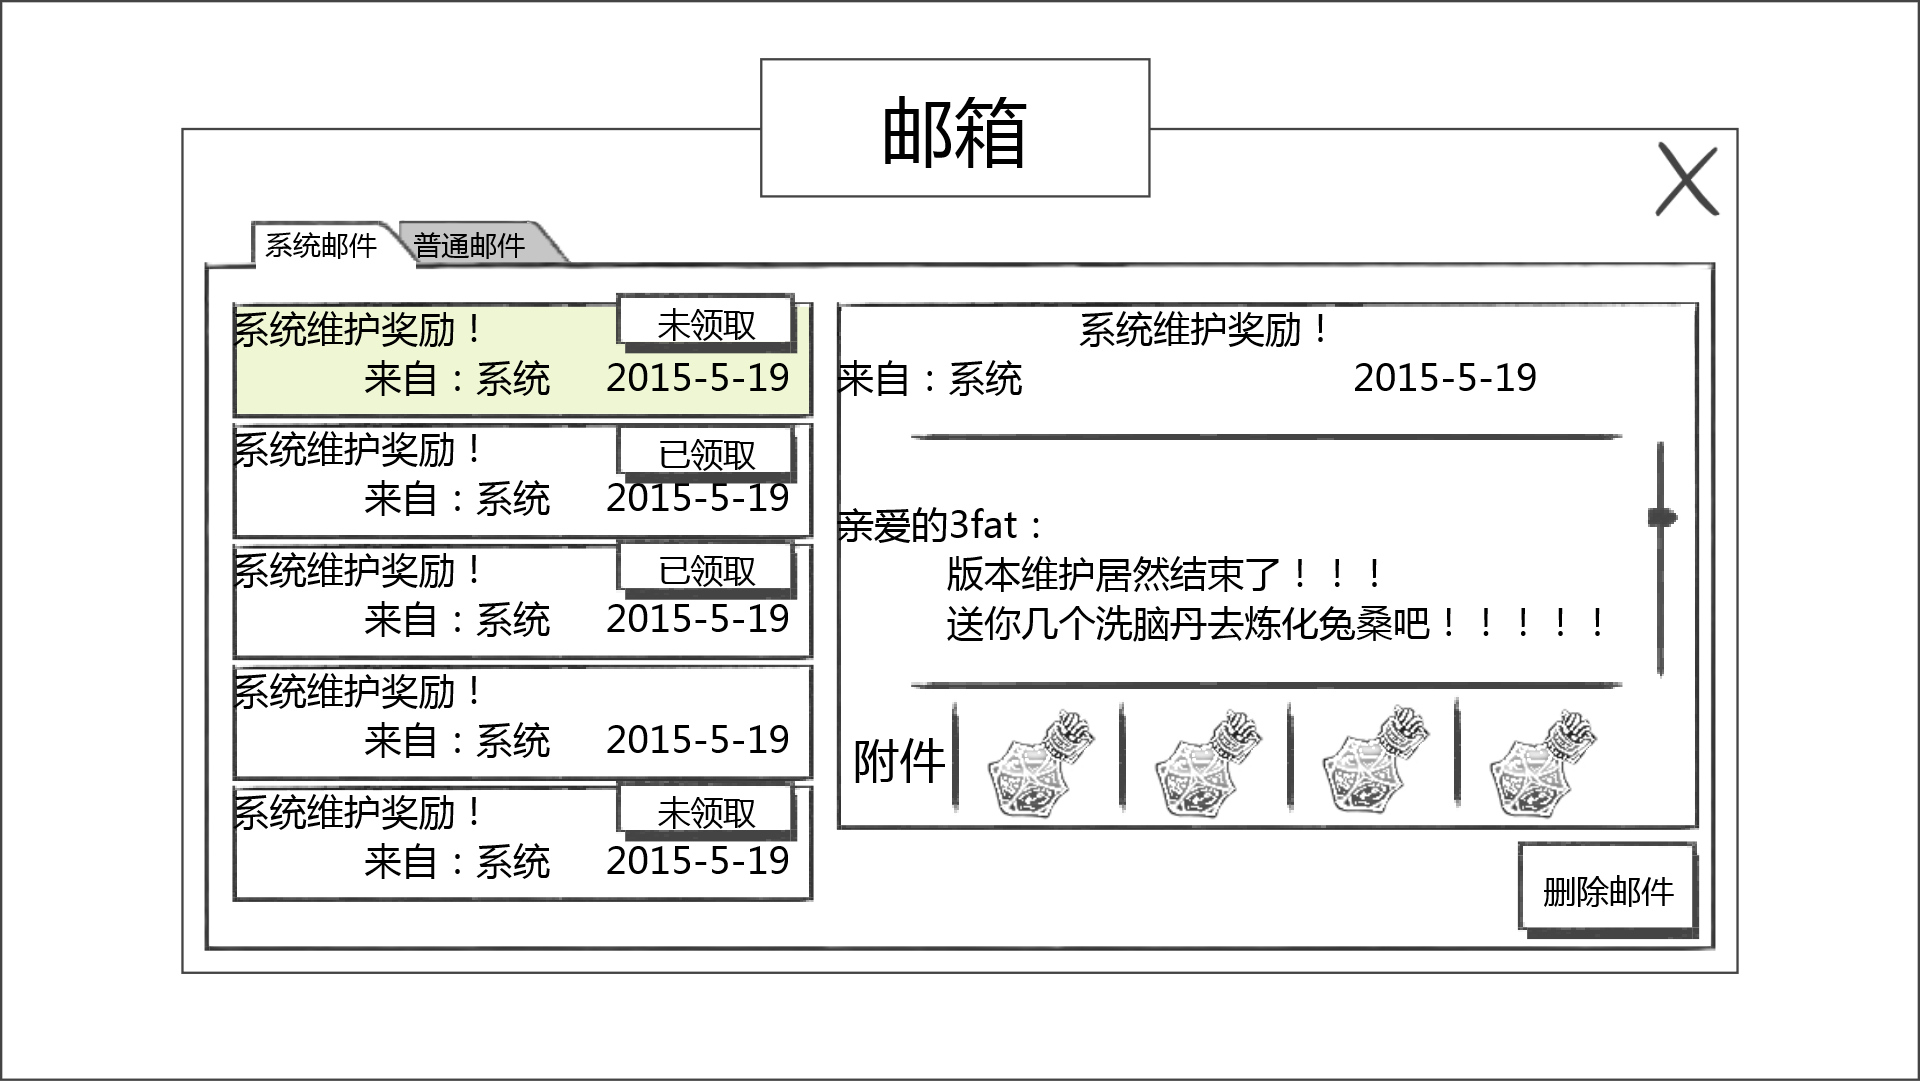 邮箱
系统邮件
普通邮件
系统维护奖励！
未领取
来自：系统 2015-5-19
系统维护奖励！
已领取
来自：系统 2015-5-19
系统维护奖励！
已领取
来自：系统 2015-5-19
系统维护奖励！
来自：系统 2015-5-19
系统维护奖励！
未领取
来自：系统 2015-5-19
系统维护奖励！
来自：系统 2015-5-19
亲爱的3fat：
版本维护居然结束了！！！
送你几个洗脑丹去炼化兔桑吧！！！！！
附件
删除邮件